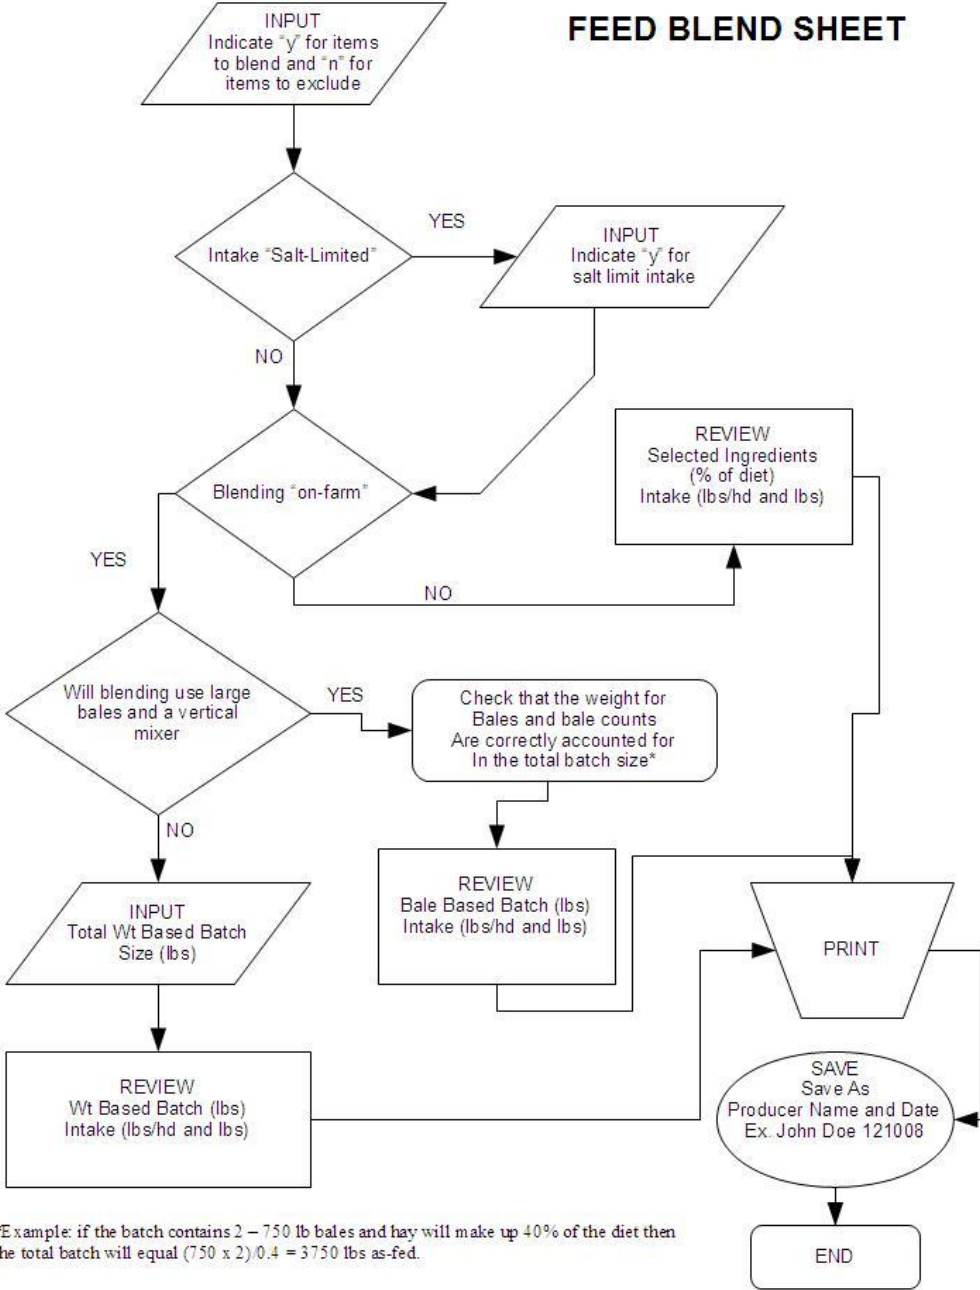 FEED BLEND SHEET
INPUT
Indicate “y” for items
to blend and “n” for
items to exclude
Intake “Salt-Limited”
YES
INPUT
Indicate “y” for
salt limit intake
NO
Blending “on-farm”
REVIEW
Selected Ingredients
(% of diet)
Intake (lbs/hd and lbs)
YES
NO
Will blending use large
bales and a vertical
mixer
YES
Check that the weight for
Bales and bale counts
Are correctly accounted for
In the total batch size*
NO
INPUT
Total Wt Based Batch
Size (lbs)
REVIEW
Bale Based Batch (lbs)
Intake (lbs/hd and lbs)
PRINT
REVIEW
Wt Based Batch (lbs)
Intake (lbs/hd and lbs)
SAVE
Save As
Producer Name and Date
Ex. John Doe 121008
END
*Example: if the batch contains 2 – 750 lb bales and hay will make up 40% of the diet then
he total batch will equal (750 x 2)/0.4 = 3750 lbs as-fed.